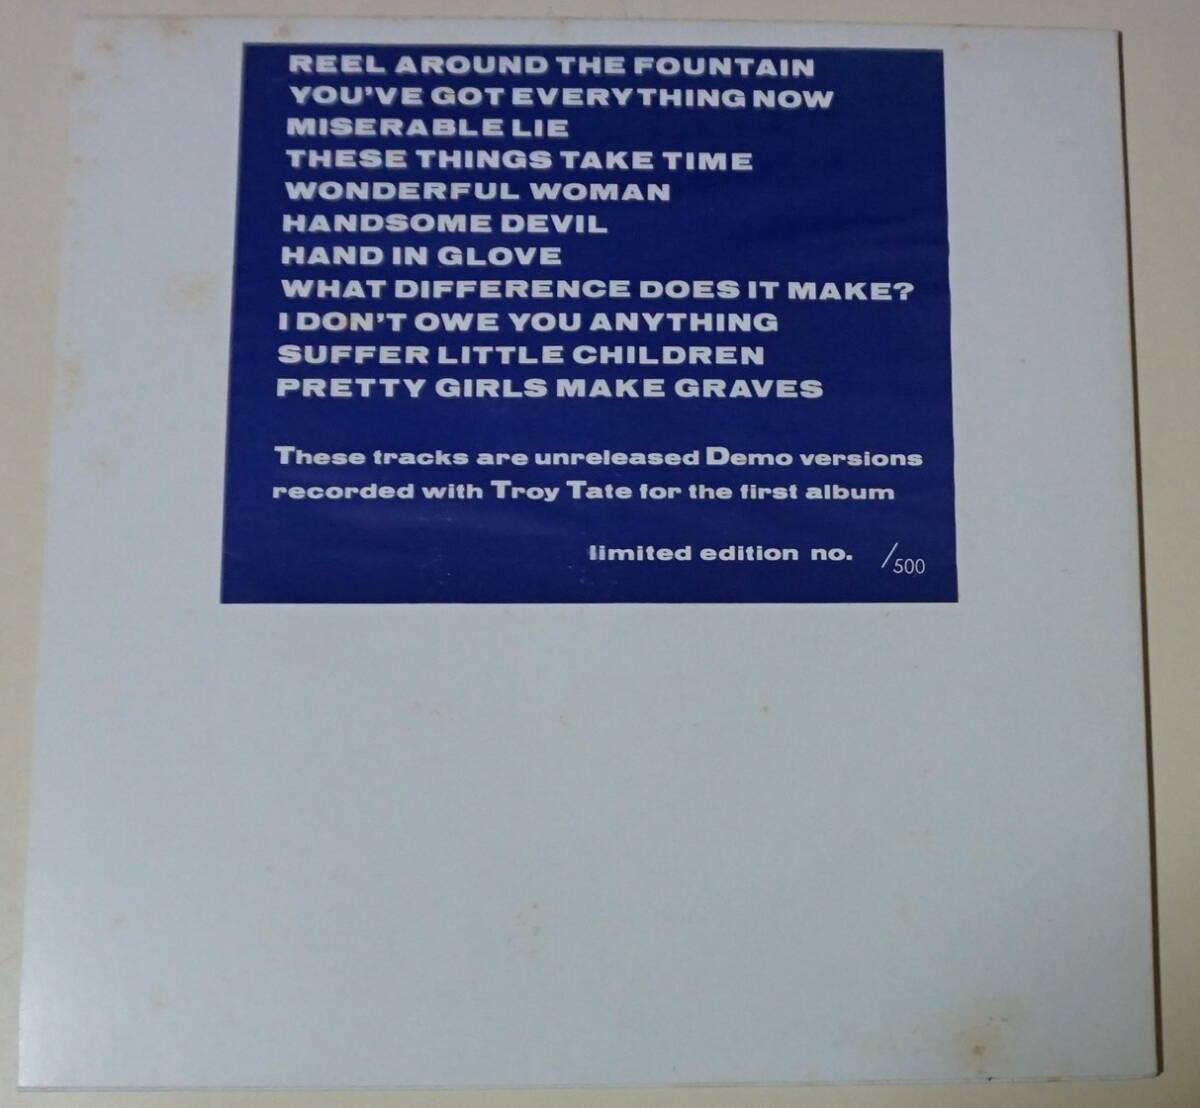 REEL AROUND THE FOUNTAIN
YOU'VE GOT EVERYTHING NOW
MISERABLE LIE
THESE THINGS TAKE TIME
WONDERFUL WOMAN
HANDSOME DEVIL
HAND IN GLOVE
WHAT DIFFERENCE DOES IT MAKE?
I DON'T OWE YOU ANYTHING
SUFFER LITTLE CHILDREN
PRETTY GIRLS MAKE GRAVES
These tracks are unreleased Demo versions
recorded with Troy Tate for the first album
limited edition no. /500